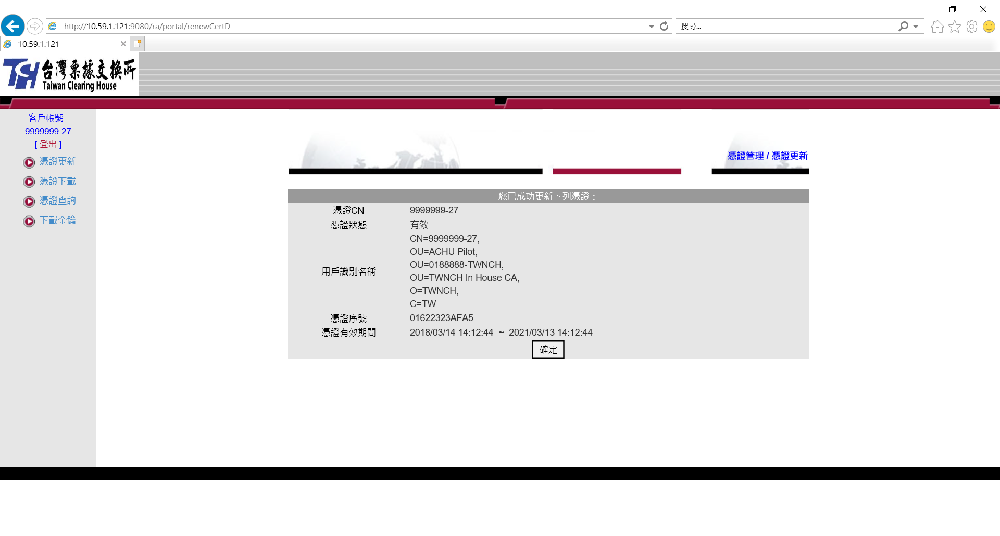 http://10.59.1.121:9080/ra/portal/renewCertD
搜尋...
10.59.1.121
TCH 台灣票據交換所
Taiwan Clearing House
客戶帳號 :
9999999-27
[ 登出 ]
憑證更新
憑證下載
憑證查詢
下載金鑰
憑證管理 / 憑證更新
您已成功更新下列憑證：
憑證CN 9999999-27
憑證狀態 有效
用戶識別名稱 CN=9999999-27,
OU=ACHU Pilot,
OU=0188888-TWNCH,
OU=TWNCH In House CA,
O=TWNCH,
C=TW
憑證序號 01622323AFA5
憑證有效期間 2018/03/14 14:12:44 ~ 2021/03/13 14:12:44
確定